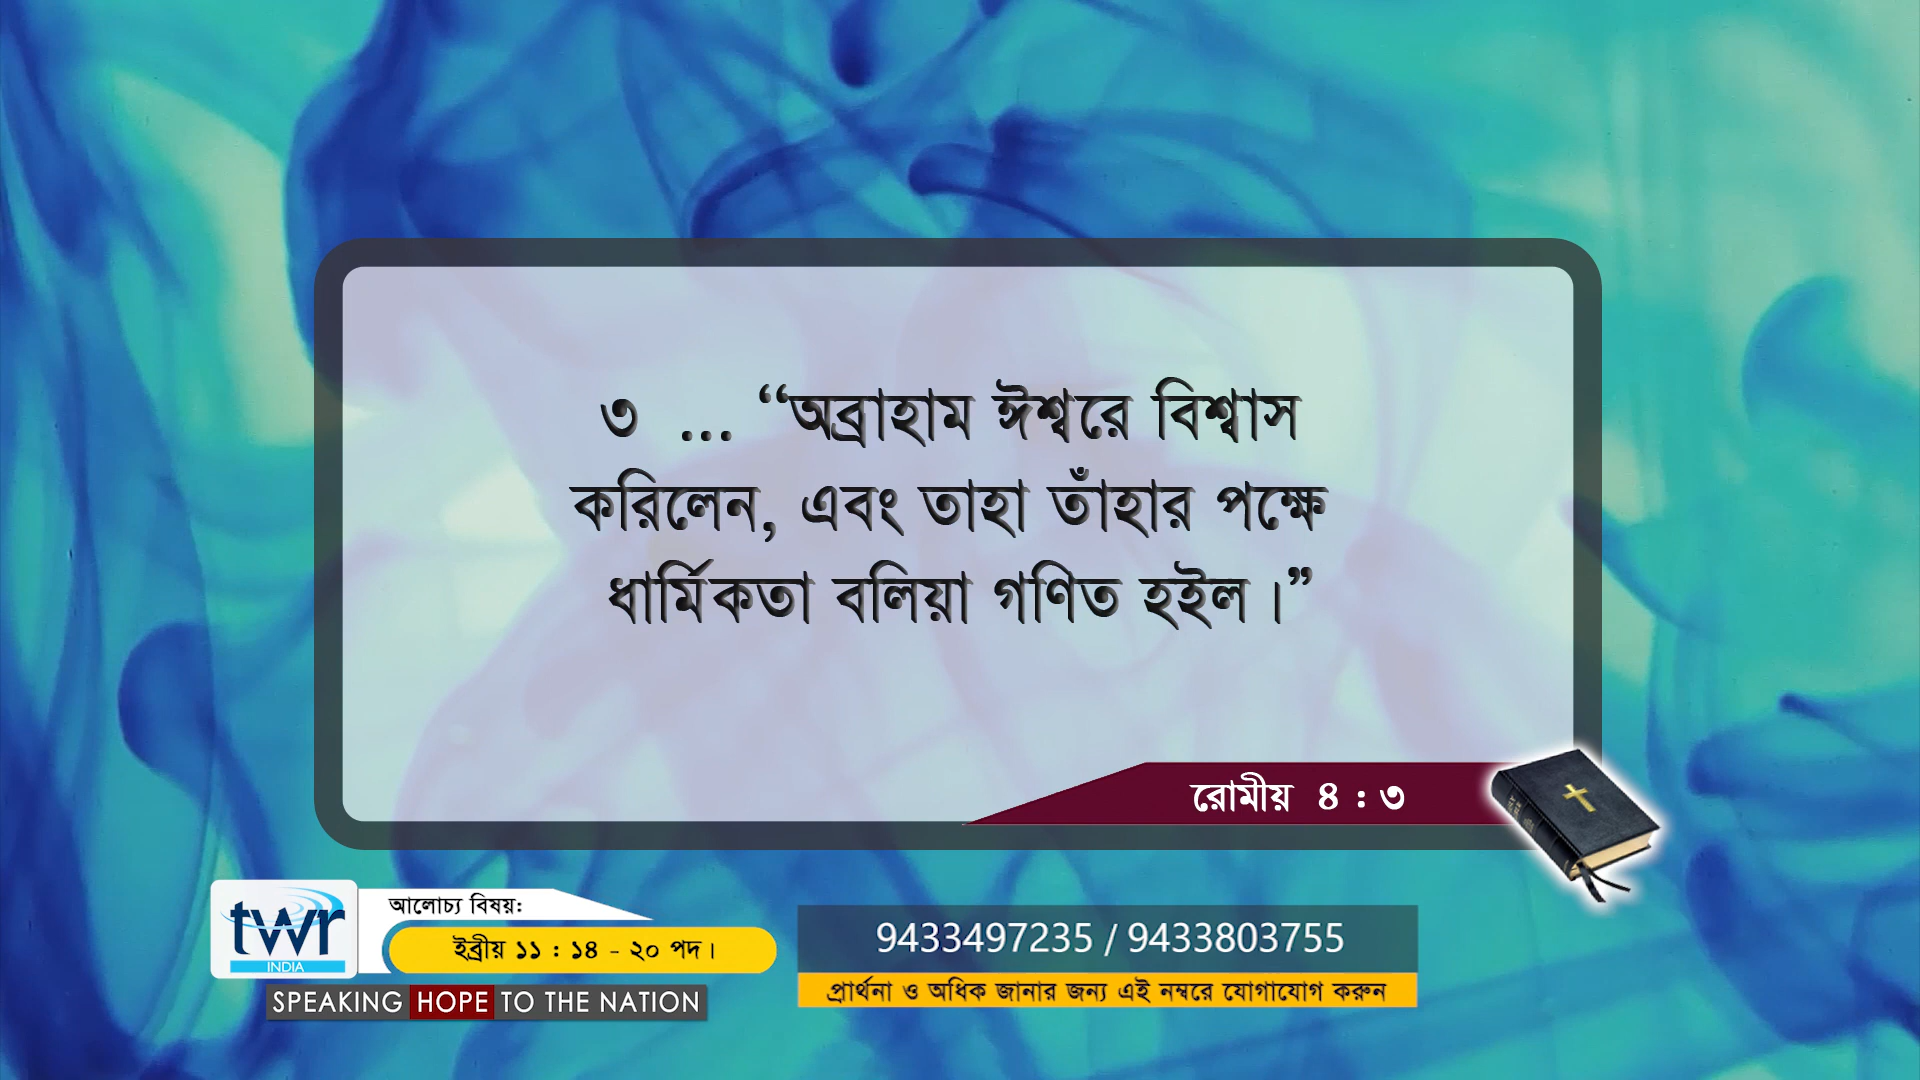 ৩ ... “অব্রাহাম ঈশ্বরে বিশ্বাস
করিলেন, এবং তাহা তাঁহার পক্ষে
ধার্মিকতা বলিয়া গণিত হইল।”
রোমীয় ৪ : ৩
twr
INDIA
আলোচ্য বিষয়:
ইব্রীয় ১১ : ১৪ - ২০ পদ।
SPEAKING HOPE TO THE NATION
9433497235 / 9433803755
প্রার্থনা ও অধিক জানার জন্য এই নম্বরে যোগাযোগ করুন